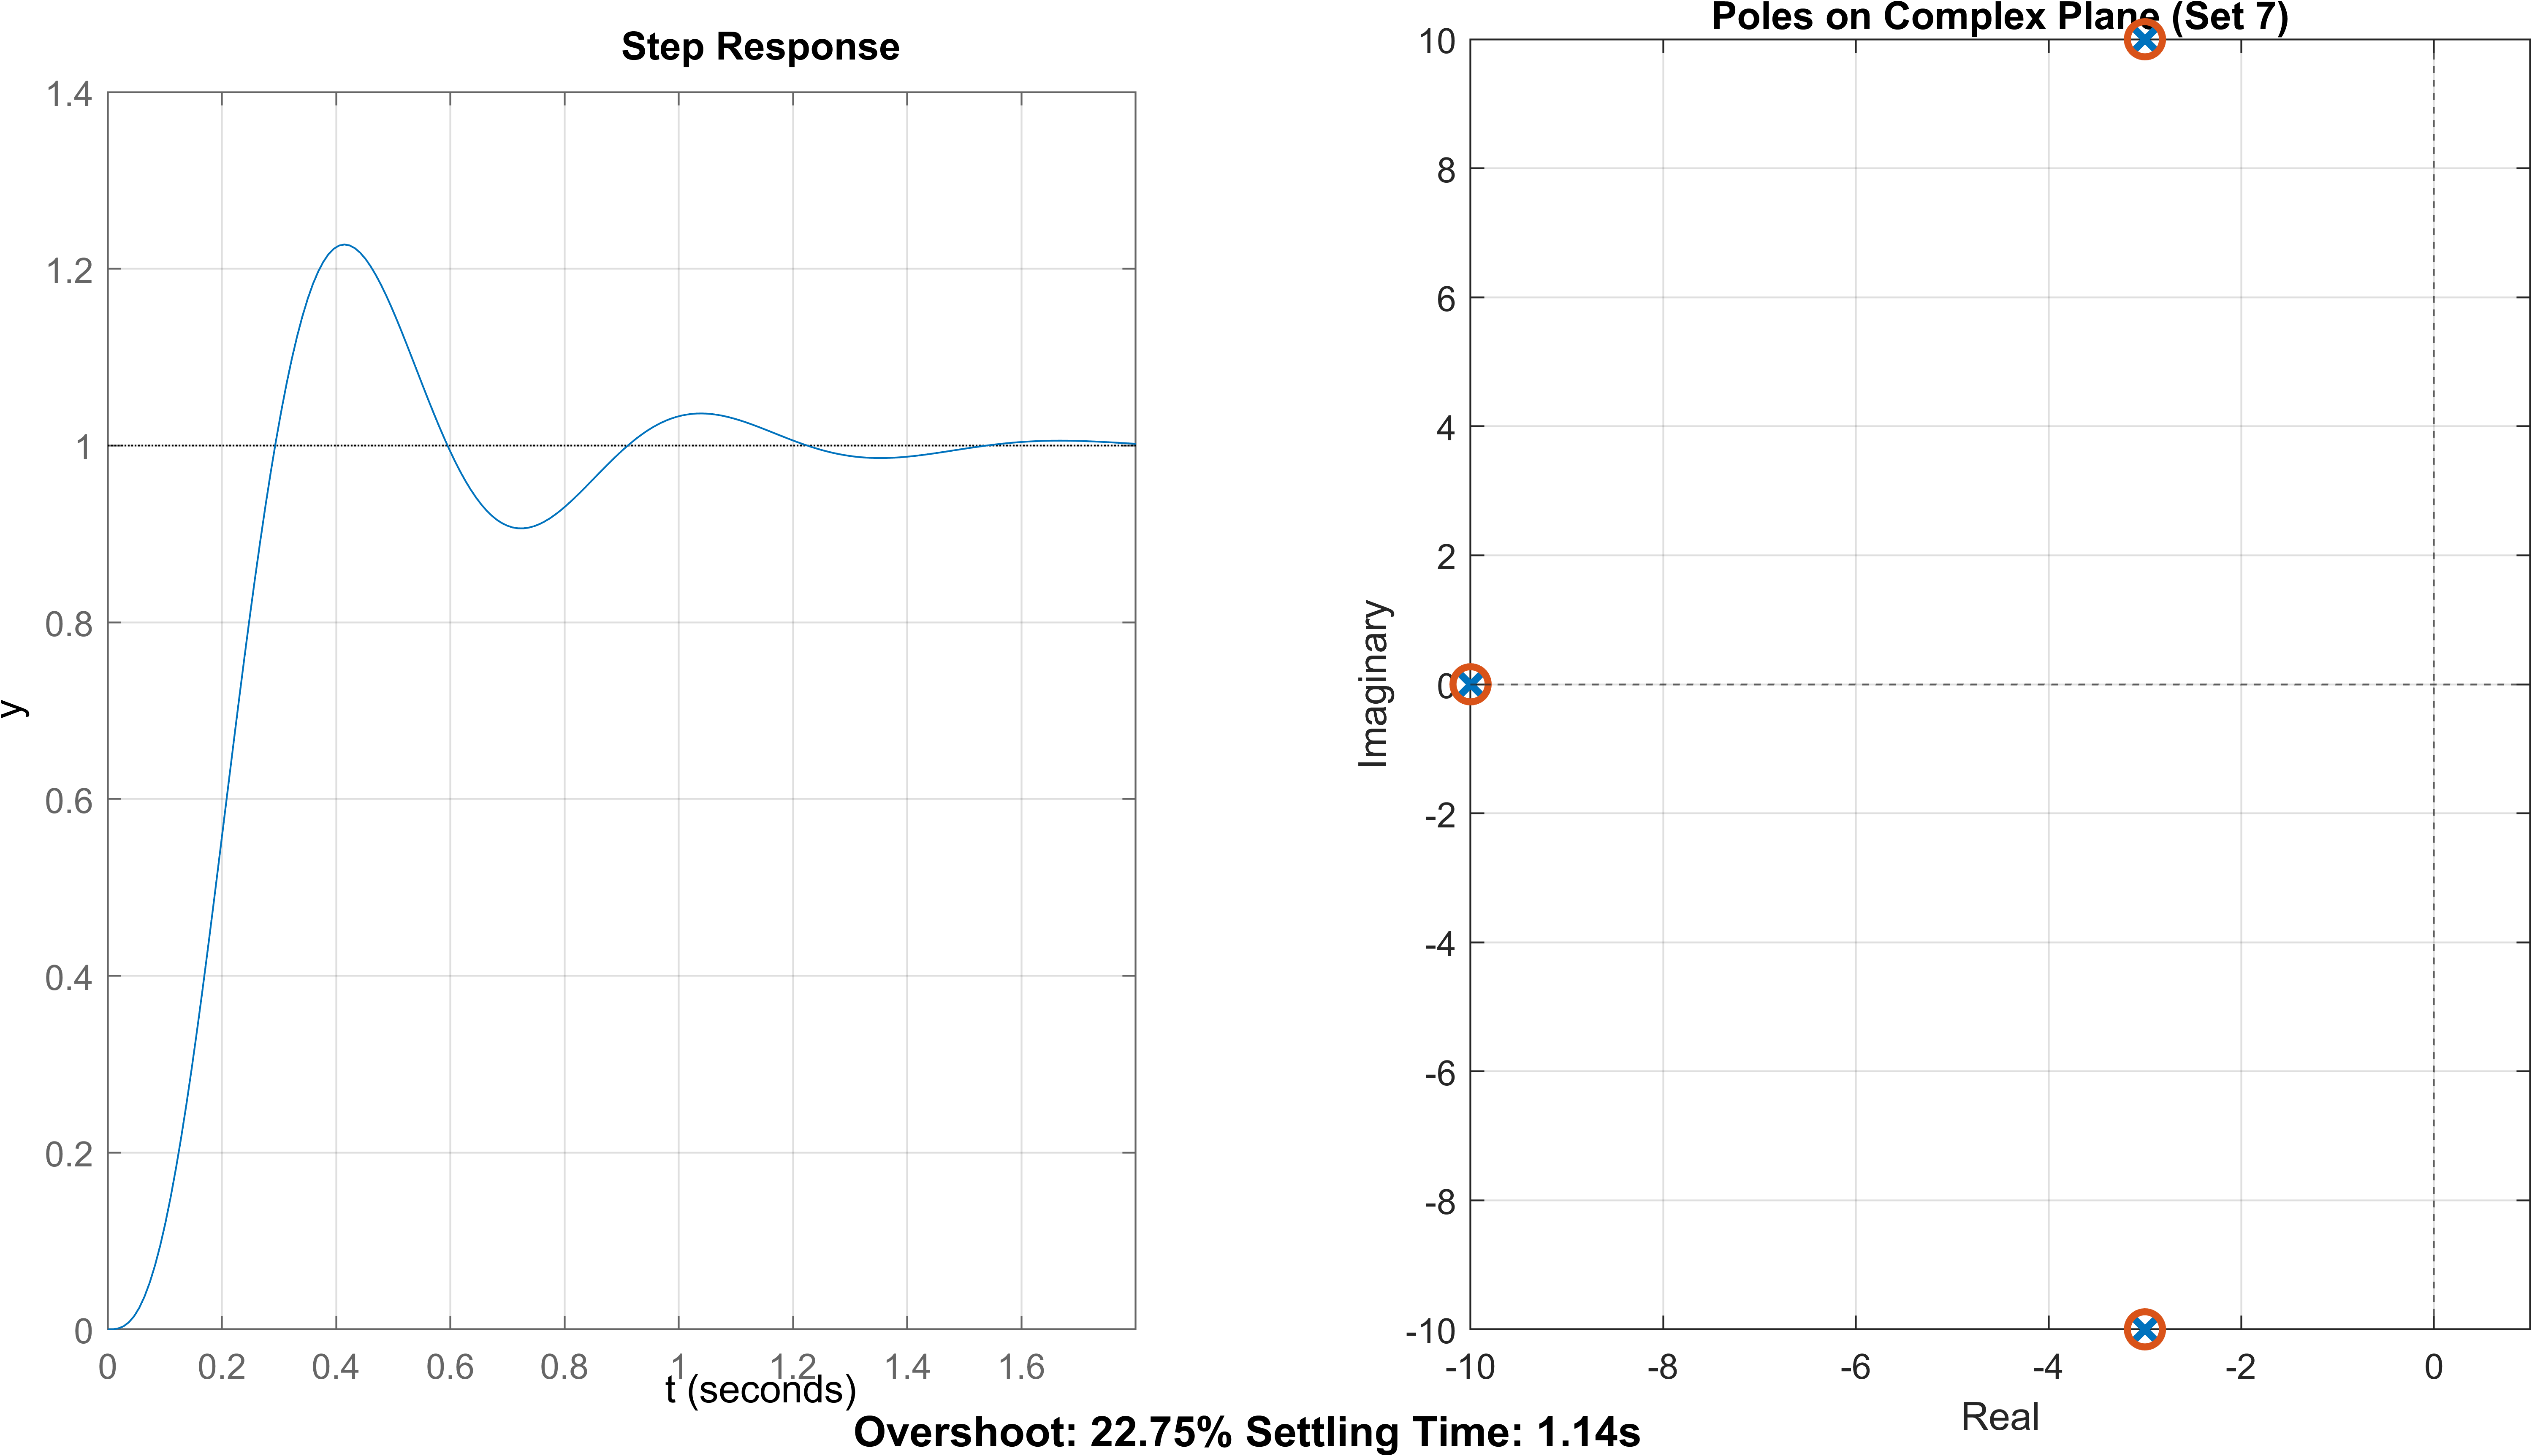 Step Response
1.4
1.2
1
0.8
0.6
0.4
0.2
0
y
0 0.2 0.4 0.6 0.8 1 1.2 1.4 1.6
t (seconds)
Poles on Complex Plane (Set 7)
10
8
6
4
2
0
-2
-4
-6
-8
-10
Imaginary
-10 -8 -6 -4 -2 0
Real
Overshoot: 22.75% Settling Time: 1.14s